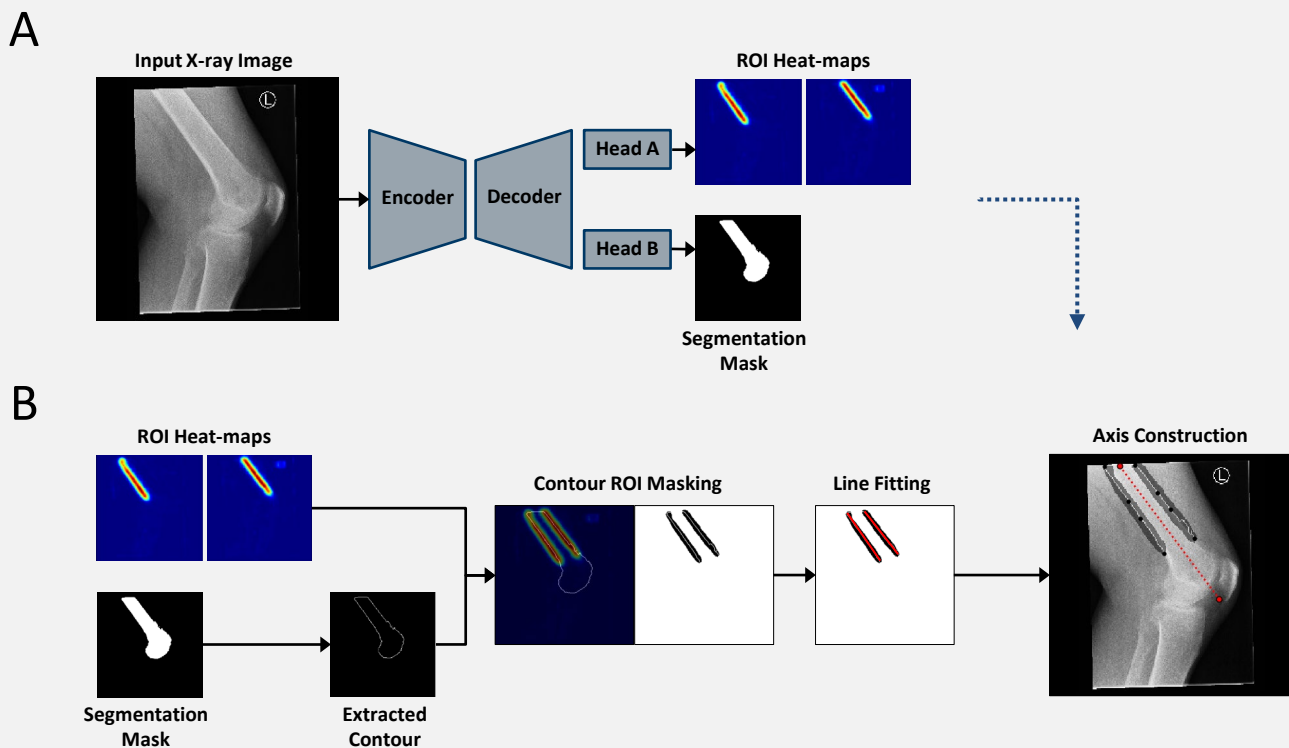 A
Input X-ray Image
ROI Heat-maps
L
Encoder
Decoder
Head A
Head B
Segmentation
Mask
B
ROI Heat-maps
Contour ROI Masking
Line Fitting
Axis Construction
L
Segmentation
Mask
Extracted
Contour